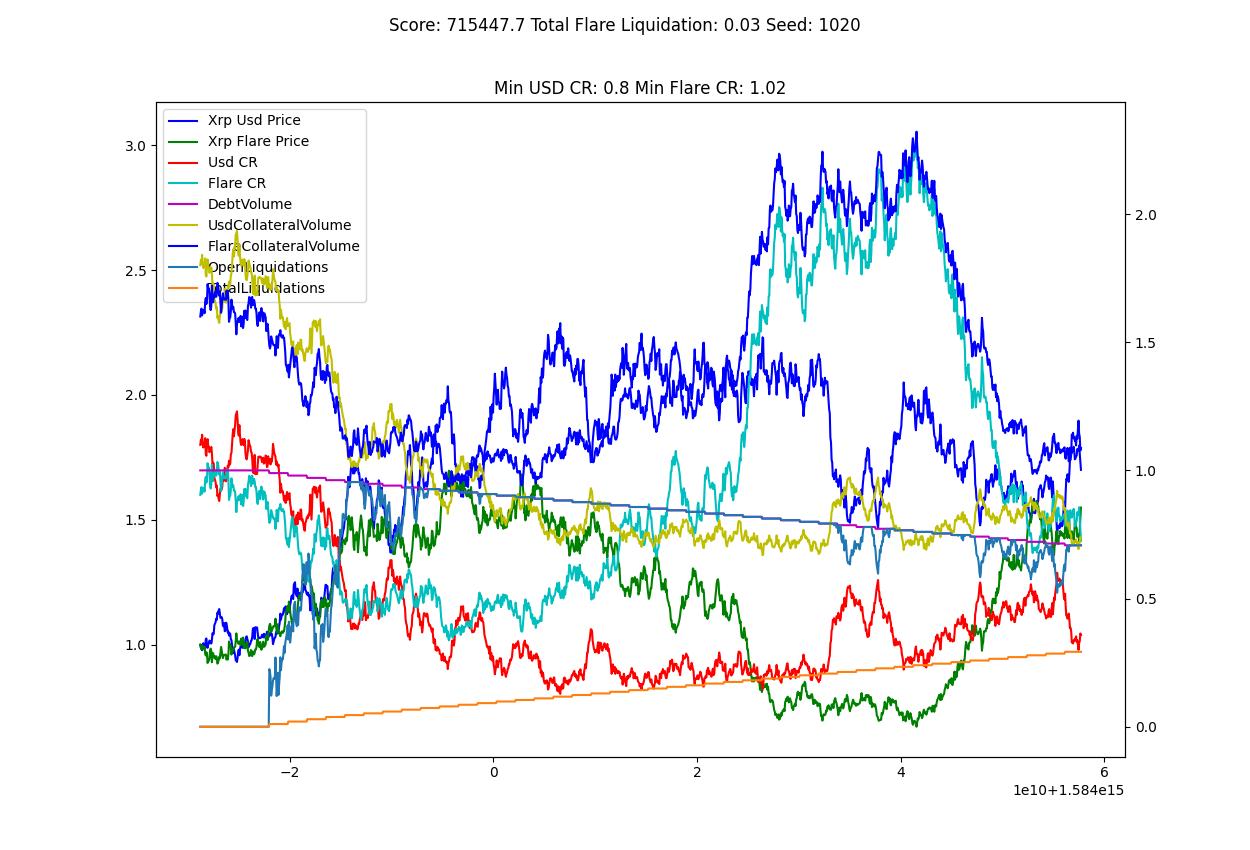 Score: 715447.7 Total Flare Liquidation: 0.03 Seed: 1020
Min USD CR: 0.8 Min Flare CR: 1.02
Xrp Usd Price
Xrp Flare Price
Usd CR
Flare CR
DebtVolume
UsdCollateralVolume
FlareCollateralVolume
OpenLiquidations
TotalLiquidations
3.0
2.5
2.0
1.5
1.0
2.0
1.5
1.0
0.5
0.0
−2
0
2
4
6
1e10+1.584e15